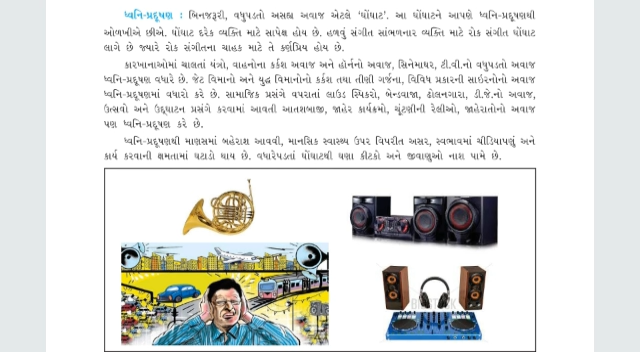 ધ્વનિ-પ્રદૂષણ : બિનજરૂરી, વધુપડતો અસહ્ય અવાજ એટલે 'ઘોંઘાટ'. આ ઘોંઘાટને આપણે ધ્વનિ-પ્રદૂષણથી
ઓળખીએ છીએ. ઘોંઘાટ દરેક વ્યક્તિ માટે સાપેક્ષ હોય છે. હળવું સંગીત સાંભળનાર વ્યક્તિ માટે રોક સંગીત ઘોંઘાટ
લાગે છે જ્યારે રોક સંગીતના ચાહક માટે તે કર્ણપ્રિય હોય છે.
કારખાનાઓમાં ચાલતાં યંત્રો, વાહનોના કર્કશ અવાજ અને હોર્નનો અવાજ, સિનેમાઘર, ટી.વી.નો વધુપડતો અવાજ
ધ્વનિ-પ્રદૂષણ વધારે છે. જેટ વિમાનો અને યુદ્ધ વિમાનોનો કર્કશ તથા તીણી ગર્જના, વિવિધ પ્રકારની સાઇરનોનો અવાજ
ધ્વનિ-પ્રદૂષણમાં વધારો કરે છે. સામાજિક પ્રસંગે વપરાતાં લાઉડ સ્પિકરો, બેન્ડવાજા, ઢોલનગારા, ડી.જે.નો અવાજ,
ઉત્સવો અને ઉદ્‌ઘાટન પ્રસંગે કરવામાં આવતી આતશબાજી, જાહેર કાર્યક્રમો, ચૂંટણીની રેલીઓ, જાહેરાતોનો અવાજ
પણ ધ્વનિ-પ્રદૂષણ કરે છે.
ધ્વનિ-પ્રદૂષણથી માણસમાં બહેરાશ આવવી, માનસિક સ્વાસ્થ્ય ઉપર વિપરીત અસર, સ્વભાવમાં ચીડિયાપણું અને
કાર્ય કરવાની ક્ષમતામાં ઘટાડો થાય છે. વધારેપડતાં ઘોંઘાટથી ઘણા કીટકો અને જીવાણુઓ નાશ પામે છે.